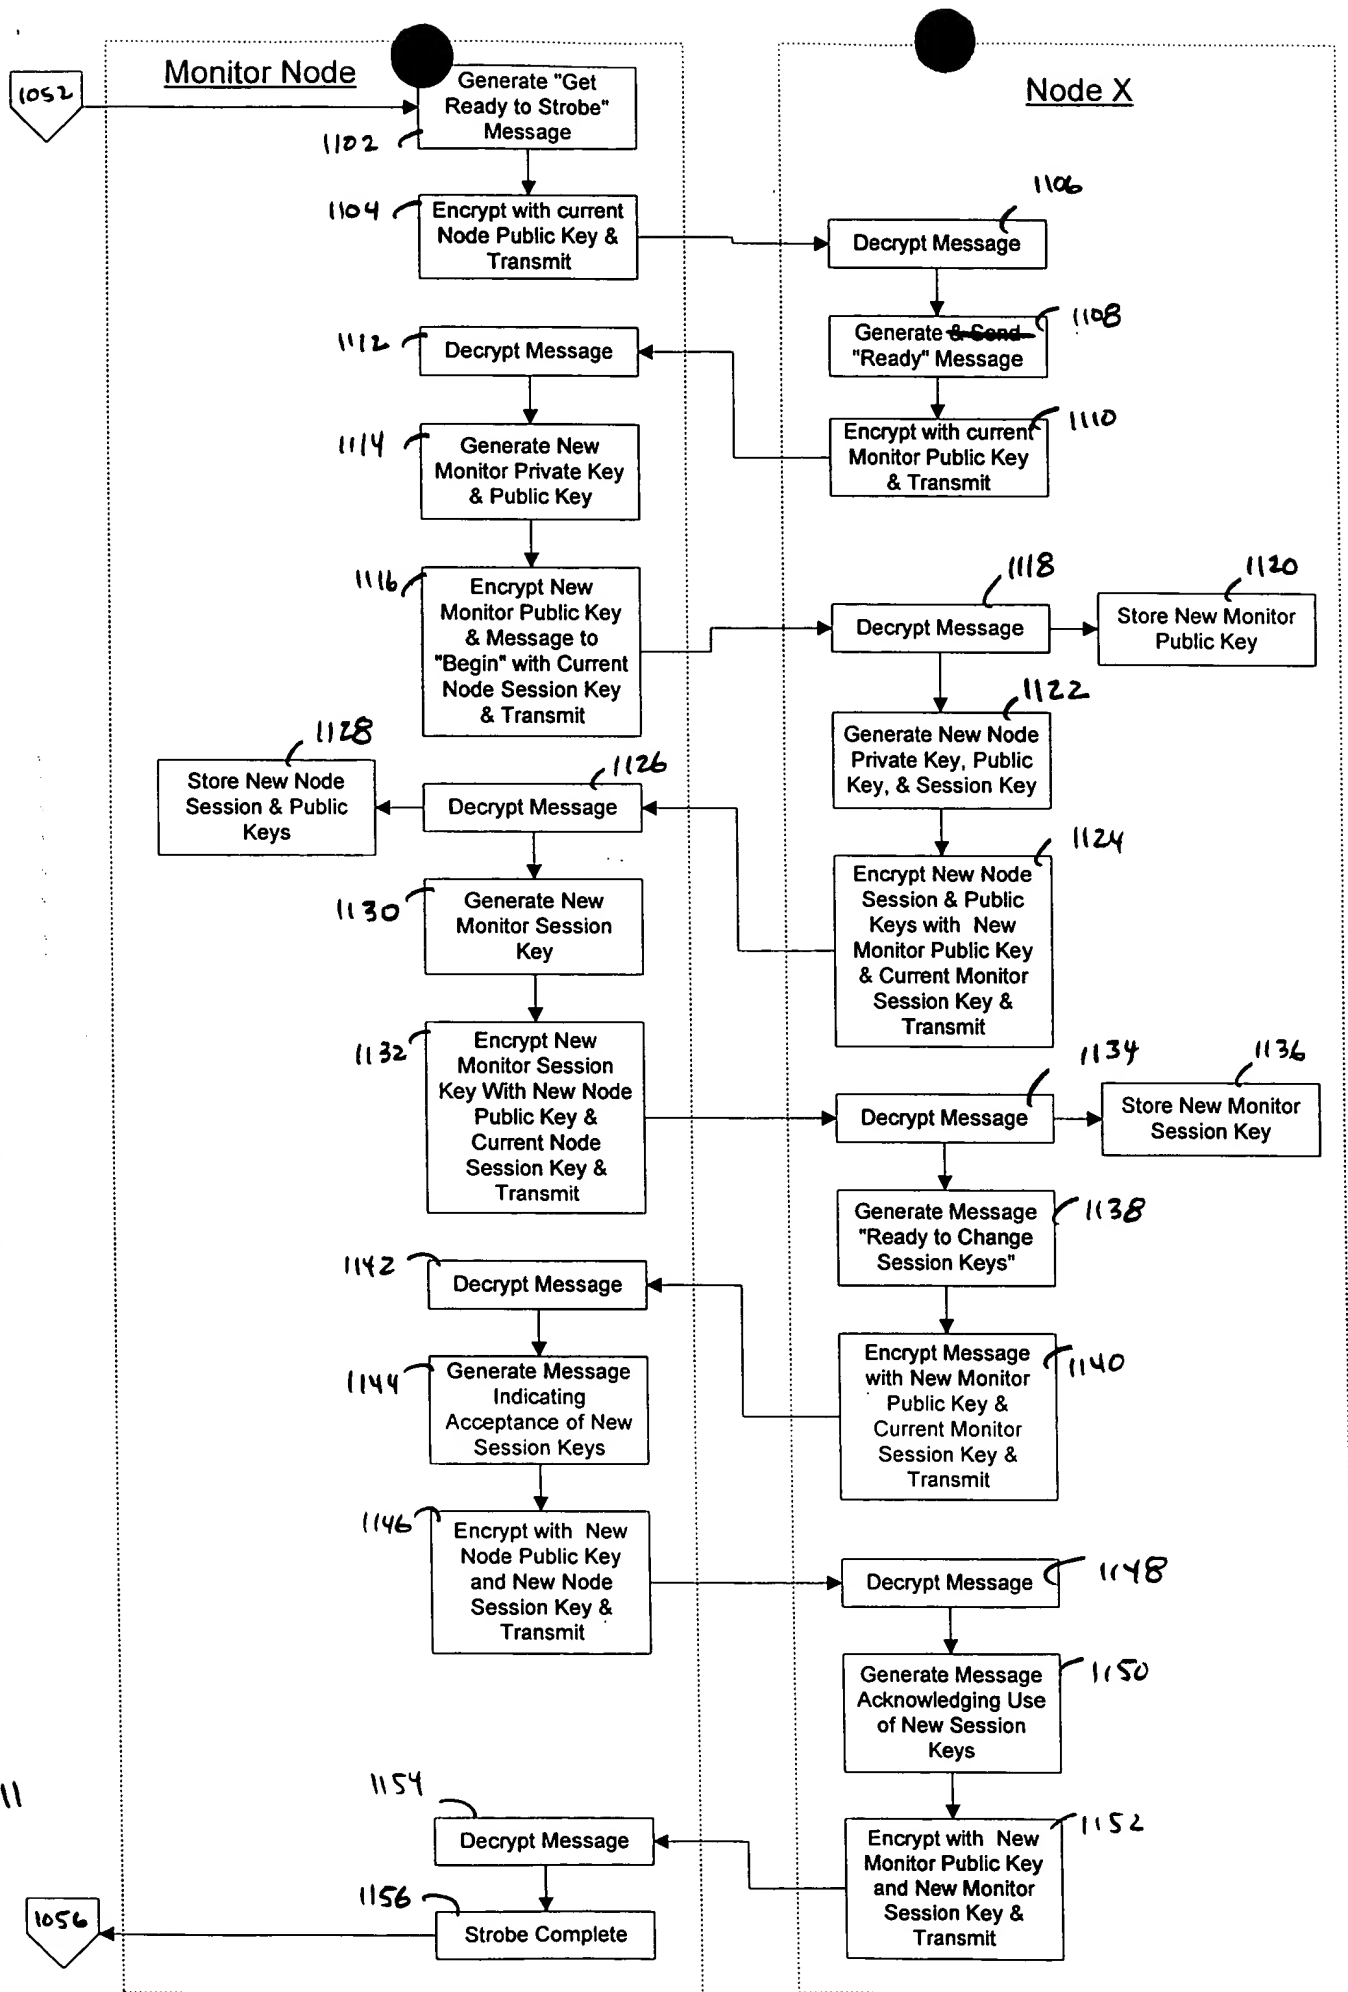 Monitor Node
Node X
1052
Generate "Get
Ready to Strobe"
Message
1102
1104
Encrypt with current
Node Public Key &
Transmit
1106
Decrypt Message
1108
Generate & Send
"Ready" Message
1110
Encrypt with current
Monitor Public Key
& Transmit
1112
Decrypt Message
1114
Generate New
Monitor Private Key
& Public Key
1116
Encrypt New
Monitor Public Key
& Message to
"Begin" with Current
Node Session Key
& Transmit
1118
Decrypt Message
1120
Store New Monitor
Public Key
1122
Generate New Node
Private Key, Public
Key, & Session Key
1124
Encrypt New Node
Session & Public
Keys with New
Monitor Public Key
& Current Monitor
Session Key &
Transmit
1126
Decrypt Message
1128
Store New Node
Session & Public
Keys
1130
Generate New
Monitor Session
Key
1132
Encrypt New
Monitor Session
Key With New Node
Public Key &
Current Node
Session Key &
Transmit
1134
Decrypt Message
1136
Store New Monitor
Session Key
1138
Generate Message
"Ready to Change
Session Keys"
1140
Encrypt Message
with New Monitor
Public Key &
Current Monitor
Session Key &
Transmit
1142
Decrypt Message
1144
Generate Message
Indicating
Acceptance of New
Session Keys
1146
Encrypt with New
Node Public Key
and New Node
Session Key &
Transmit
1148
Decrypt Message
1150
Generate Message
Acknowledging Use
of New Session
Keys
1152
Encrypt with New
Monitor Public Key
and New Monitor
Session Key &
Transmit
11
1154
Decrypt Message
1156
Strobe Complete
1056